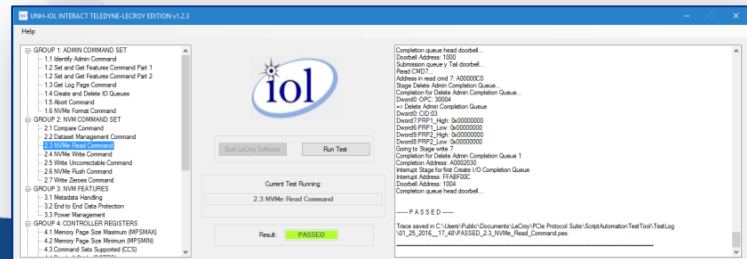 UNH-IOL INTERACT TELEDYNE-LECROY EDITION v1.2.3
Help
GROUP 1: ADMIN COMMAND SET
1.1 Identify Admin Command
1.2 Set and Get Features Command Part 1
1.2 Set and Get Features Command Part 2
1.3 Get Log Page Command
1.4 Create and Delete IO Queues
1.5 Abort Command
1.6 NVMe Format Command
GROUP 2: NVM COMMAND SET
2.1 Compare Command
2.2 Dataset Management Command
2.3 NVMe Read Command
2.4 NVMe Write Command
2.5 Write Uncorrectable Command
2.6 NVMe Flush Command
2.7 Write Zeroes Command
GROUP 3: NVM FEATURES
3.1 Metadata Handling
3.2 End to End Data Protection
3.3 Power Management
GROUP 4: CONTROLLER REGISTERS
4.1 Memory Page Size Maximum (MPSMAX)
4.2 Memory Page Size Minimum (MPSMIN)
4.3 Command Sets Supported (CCS)
iol
Start LeCroy Software
Run Test
Current Test Running:
2.3 NVMe Read Command
Result:
PASSED
Completion queue head doorbell...
Doorbell Address: 1000
Submission queue y Tail doorbell...
Read CMD7...
Address in read cmd 7: A00000C0
Stage Delete Admin Completion Queue...
Completion for Delete Admin Completion Queue...
Dword0: OPC: 30004
=> Delete Admin Completion Queue
Dword0: CID:03
Dword7:PRP1_High: 0x00000000
Dword6:PRP1_Low: 0x00000000
Dword9:PRP2_High: 0x00000000
Dword8:PRP2_Low: 0x00000000
Going to Stage write 7
Completion for Delete Admin Completion Queue 1
Completion Address: A0002030
Interrupt Stage for first Create I/O Completion Queue
Interrupt Address: FFABF00C
Doorbell Address: 1004
Completion queue head doorbell...
----- P A S S E D -----
Trace saved in C:\Users\Public\Documents\LeCroy\PCIe Protocol Suite\ScriptAutomationTestTool\TestLog
\01_25_2016__17_48\PASSED_2.3_NVMe_Read_Command.pex.